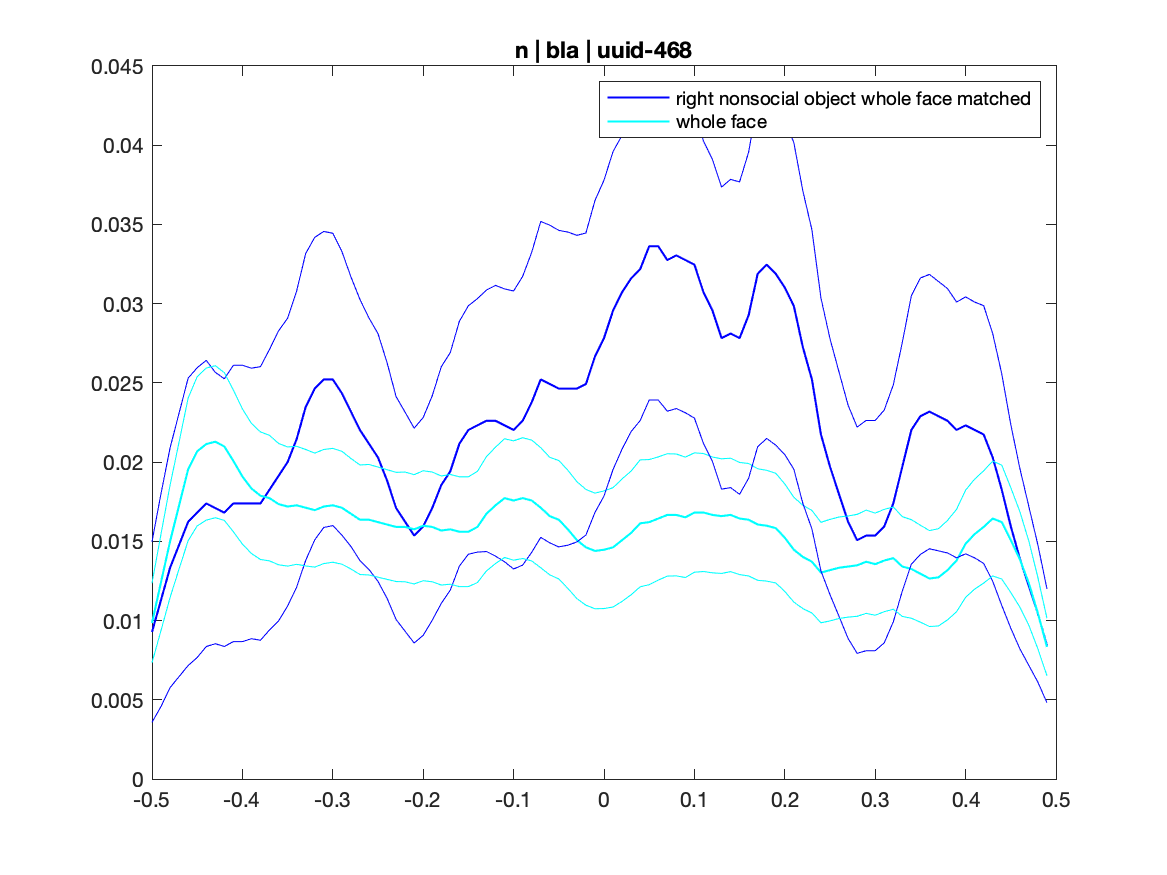 n | bla | uuid-468
right nonsocial object whole face matched
whole face
0.045
0.04
0.035
0.03
0.025
0.02
0.015
0.01
0.005
0
-0.5 -0.4 -0.3 -0.2 -0.1 0 0.1 0.2 0.3 0.4 0.5